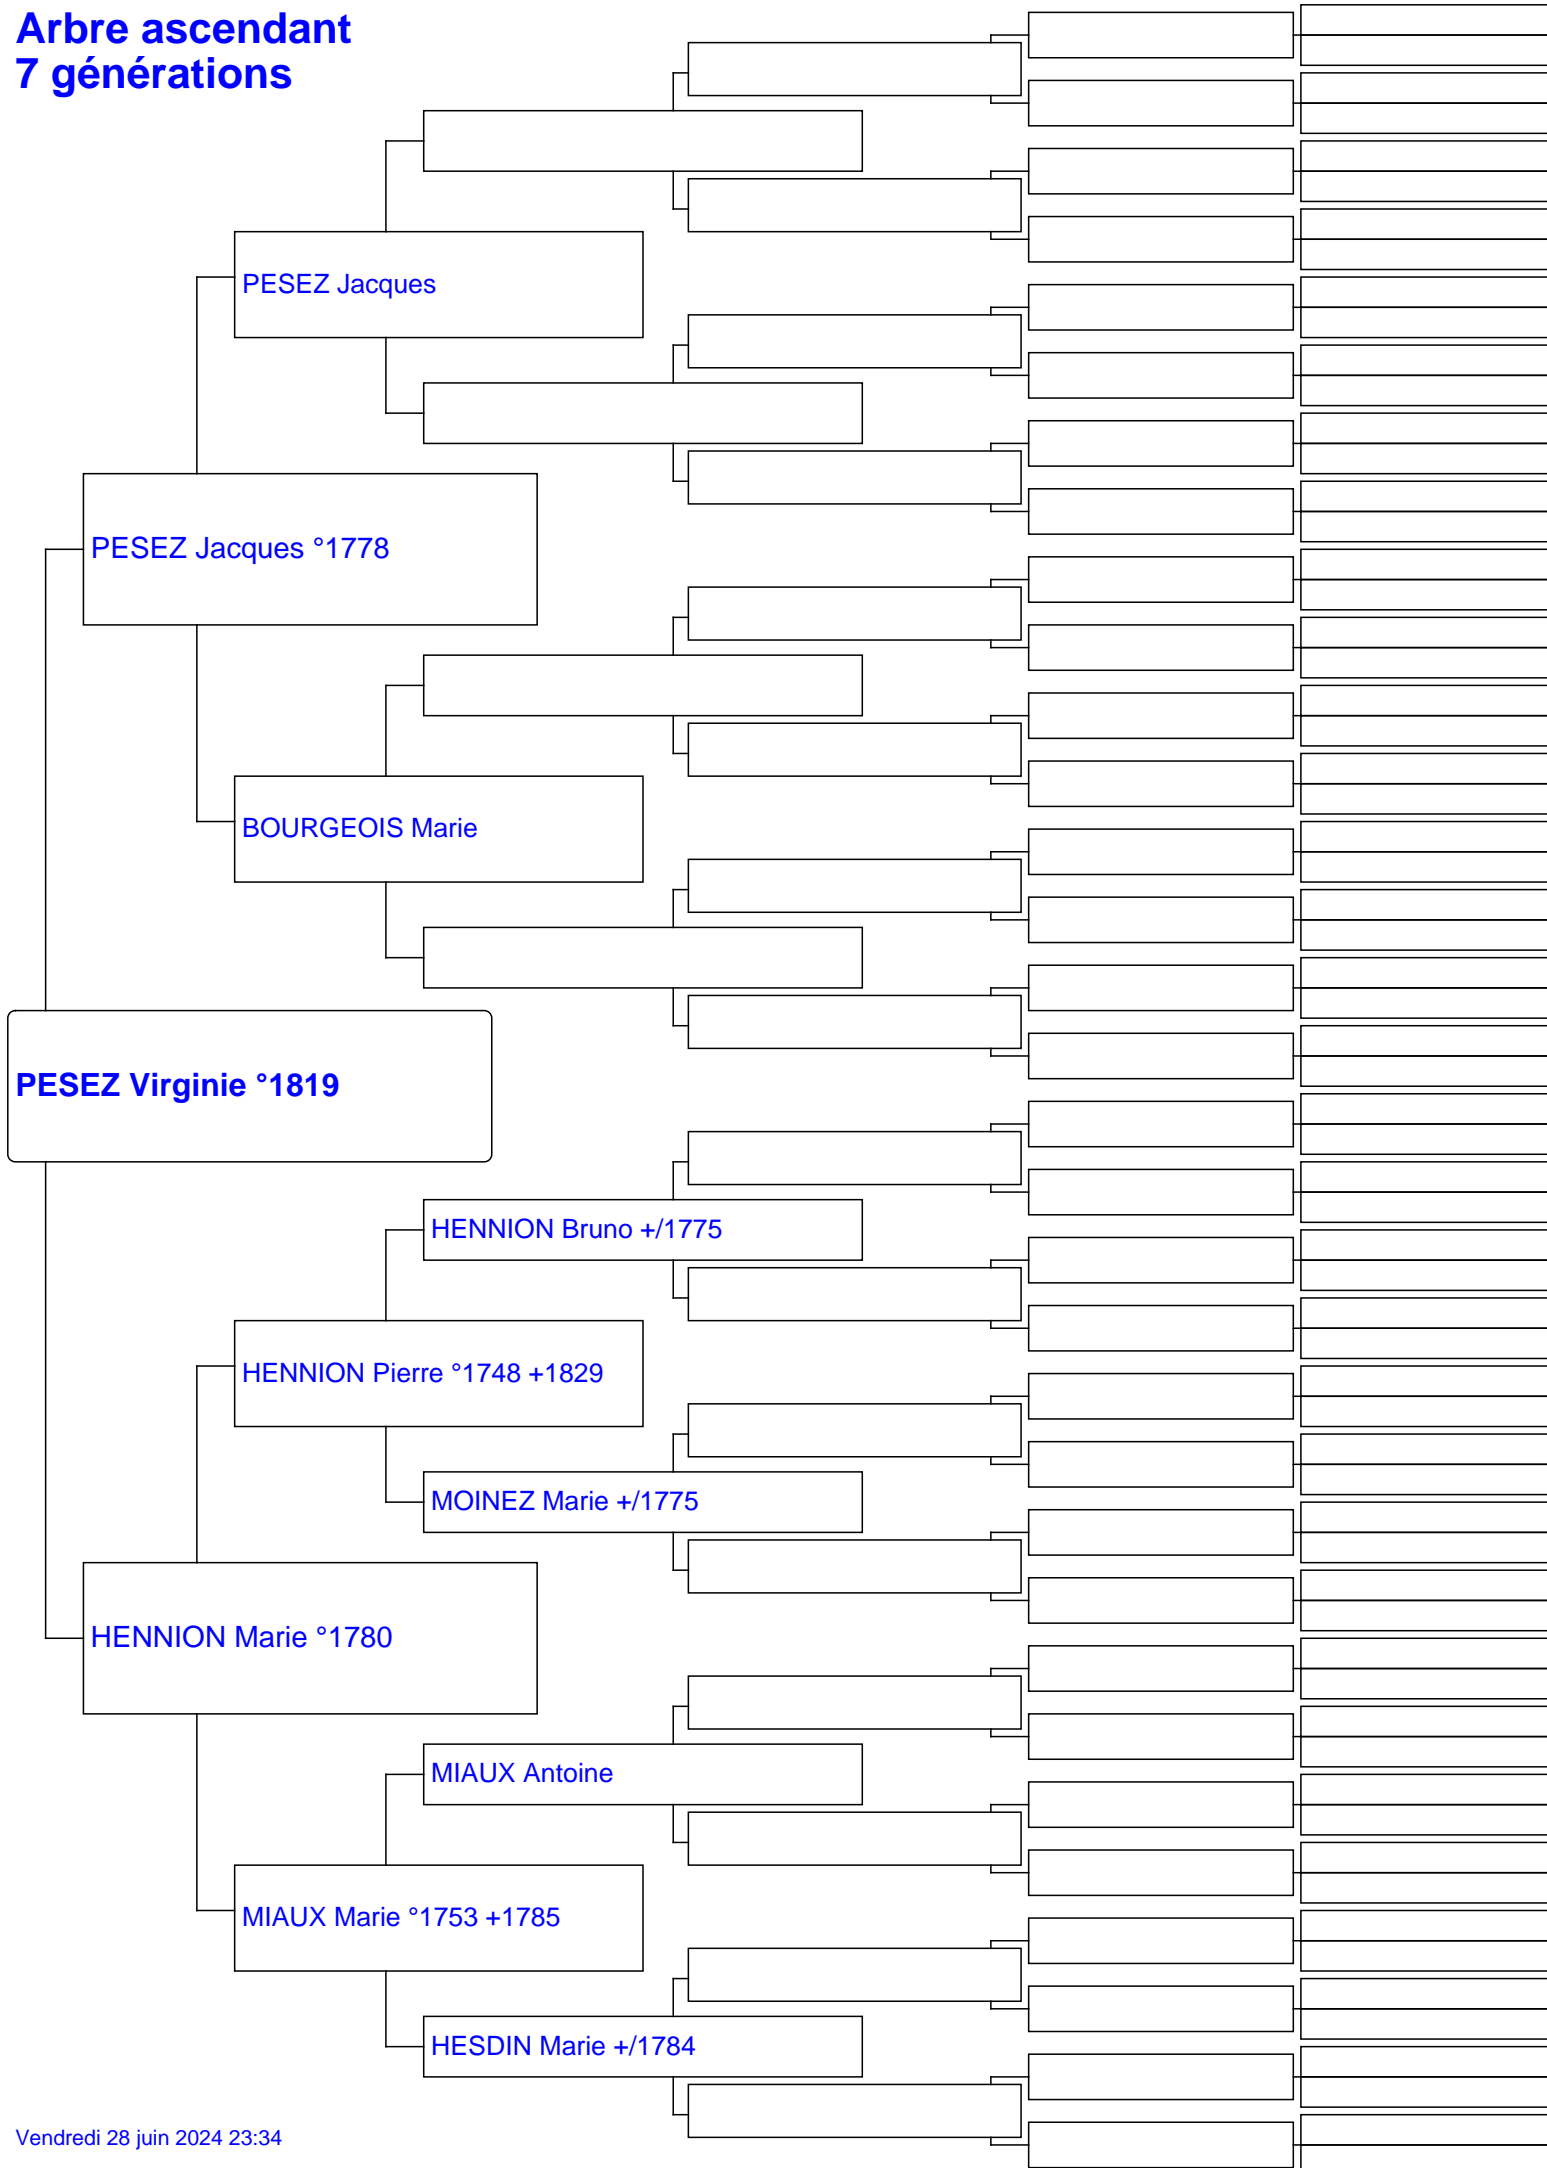 Arbre ascendant
7 générations
PESEZ Jacques
PESEZ Jacques °1778
BOURGEOIS Marie
PESEZ Virginie °1819
HENNION Bruno +/1775
HENNION Pierre °1748 +1829
MOINEZ Marie +/1775
HENNION Marie °1780
MIAUX Antoine
MIAUX Marie °1753 +1785
HESDIN Marie +/1784
Vendredi 28 juin 2024 23:34